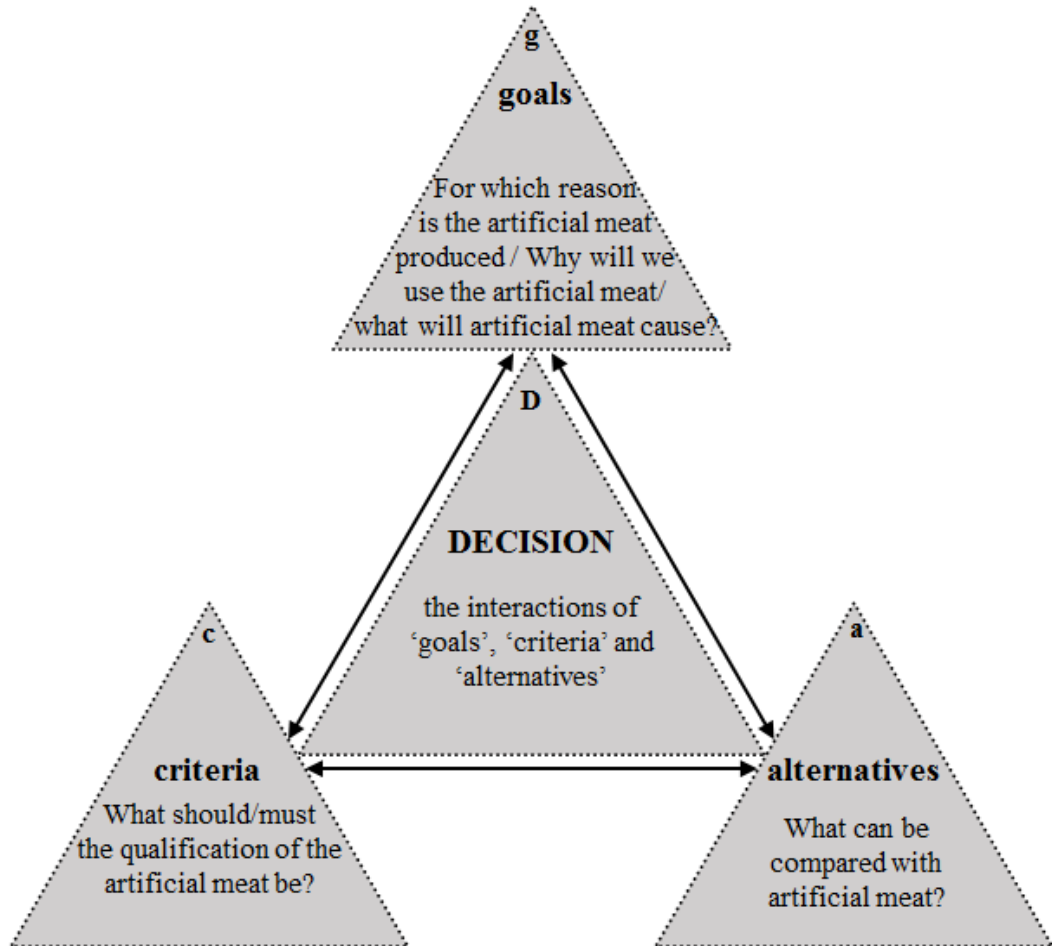 g
goals
For which reason
is the artificial meat
produced / Why will we
use the artificial meat/
what will artificial meat cause?
D
DECISION
the interactions of
‘goals’, ‘criteria’ and
‘alternatives’
c
criteria
What should/must
the qualification of the
artificial meat be?
a
alternatives
What can be
compared with
artificial meat?